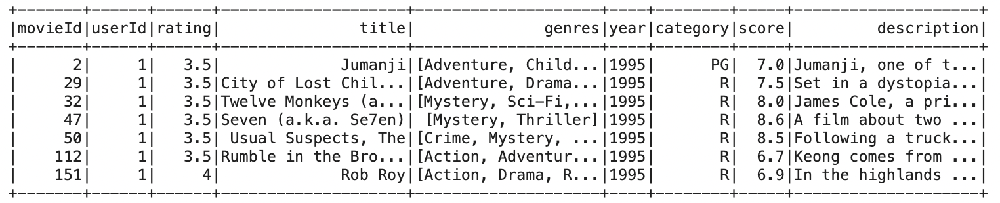 +-------+------+------+--------------------+--------------------+----+--------+-----+--------------------+
|movieId|userId|rating|               title|              genres|year|category|score|         description|
+-------+------+------+--------------------+--------------------+----+--------+-----+--------------------+
|      2|     1|   3.5|             Jumanji|[Adventure, Child...|1995|      PG|  7.0|Jumanji, one of t...|
|     29|     1|   3.5|City of Lost Chil...|[Adventure, Drama...|1995|       R|  7.5|Set in a dystopia...|
|     32|     1|   3.5|Twelve Monkeys (a...|[Mystery, Sci-Fi,...|1995|       R|  8.0|James Cole, a pri...|
|     47|     1|   3.5|Seven (a.k.a. Se7en)| [Mystery, Thriller]|1995|       R|  8.6|A film about two ...|
|     50|     1|   3.5| Usual Suspects, The|[Crime, Mystery, ...|1995|       R|  8.5|Following a truck...|
|    112|     1|   3.5|Rumble in the Bro...|[Action, Adventur...|1995|       R|  6.7|Keong comes from ...|
|    151|     1|     4|             Rob Roy|[Action, Drama, R...|1995|       R|  6.9|In the highlands ...|
+-------+------+------+--------------------+--------------------+----+--------+-----+--------------------+